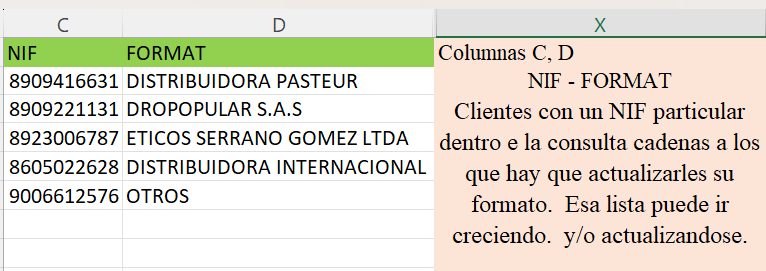 C D X
NIF FORMAT
8909416631 DISTRIBUIDORA PASTEUR
8909221131 DROPOPULAR S.A.S
8923006787 ETICOS SERRANO GOMEZ LTDA
8605022628 DISTRIBUIDORA INTERNACIONAL
9006612576 OTROS
Columnas C, D
NIF - FORMAT
Clientes con un NIF particular
dentro e la consulta cadenas a los
que hay que actualizarles su
formato. Esa lista puede ir
creciendo. y/o actualizandose.